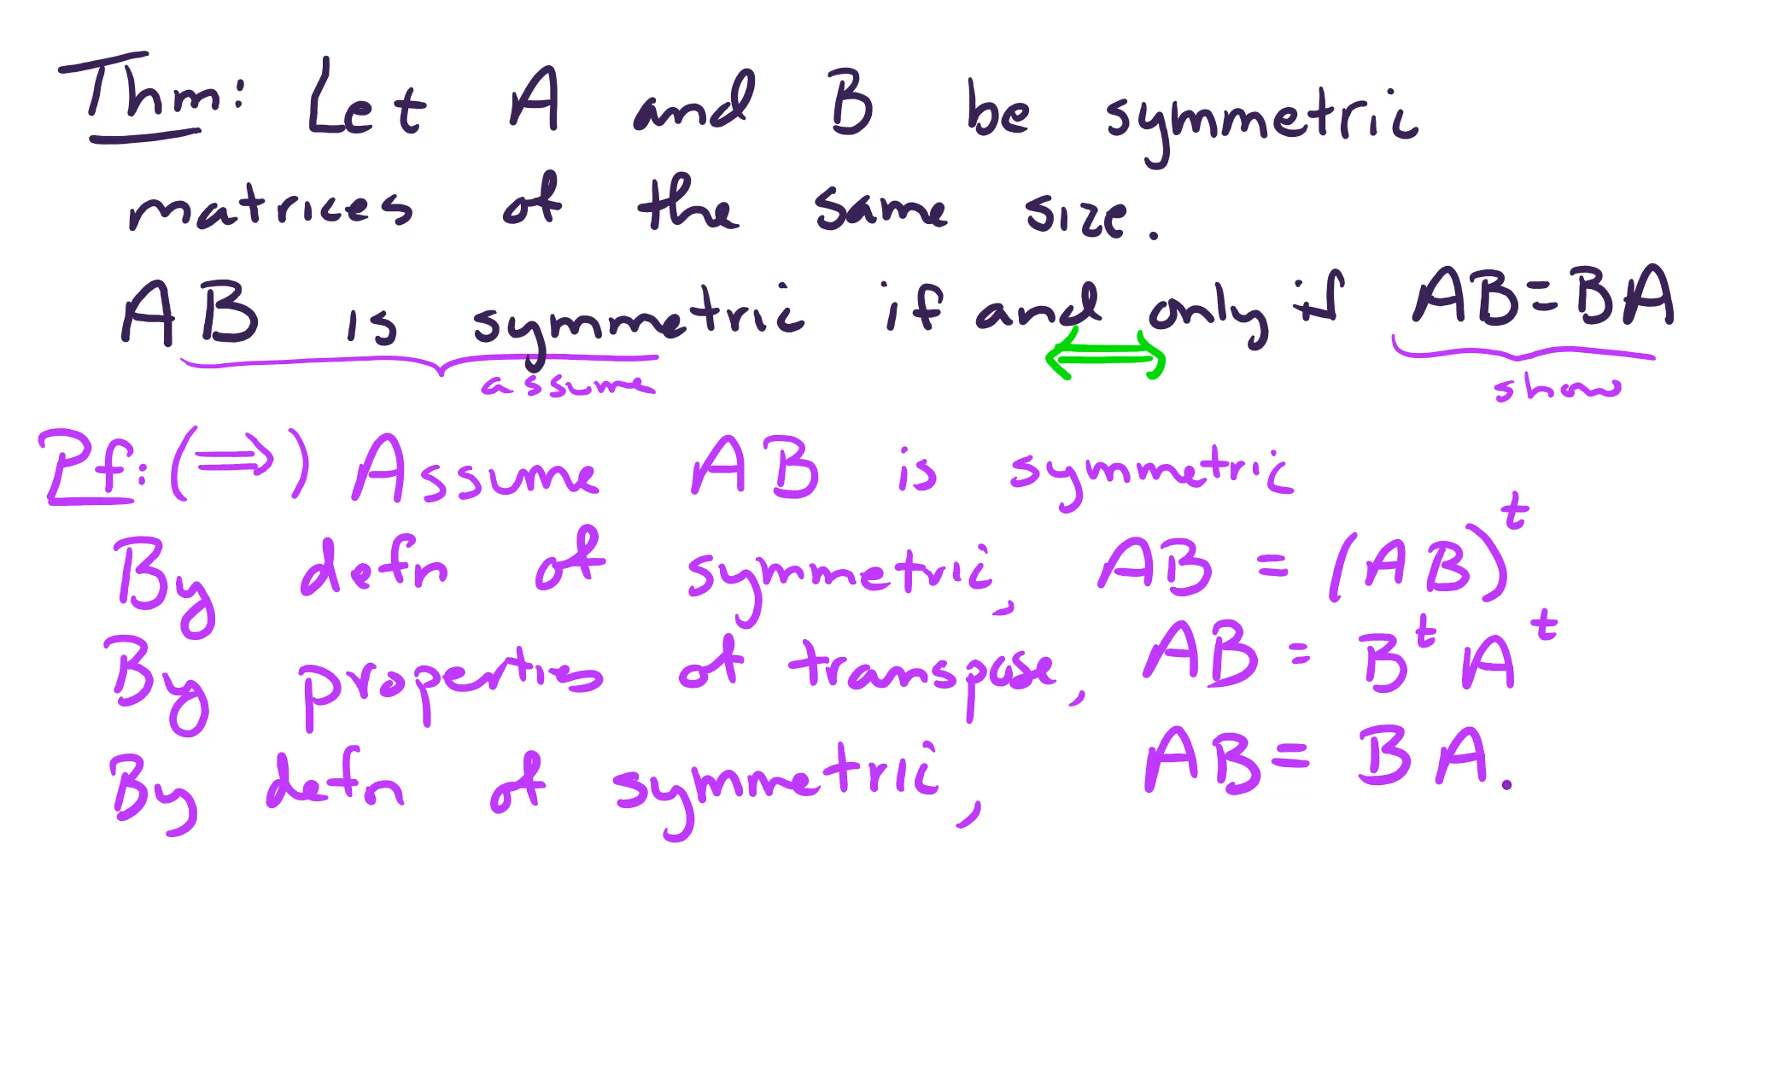 Thm: Let A and B be symmetric
matrices of the same size.
AB is symmetric if and only if AB=BA
⟺
assume show
Pf: (⟹) Assume AB is symmetric
By defn of symmetric, AB = (AB)ᵗ
By properties of transpose, AB = Bᵗ Aᵗ
By defn of symmetric, AB = BA.